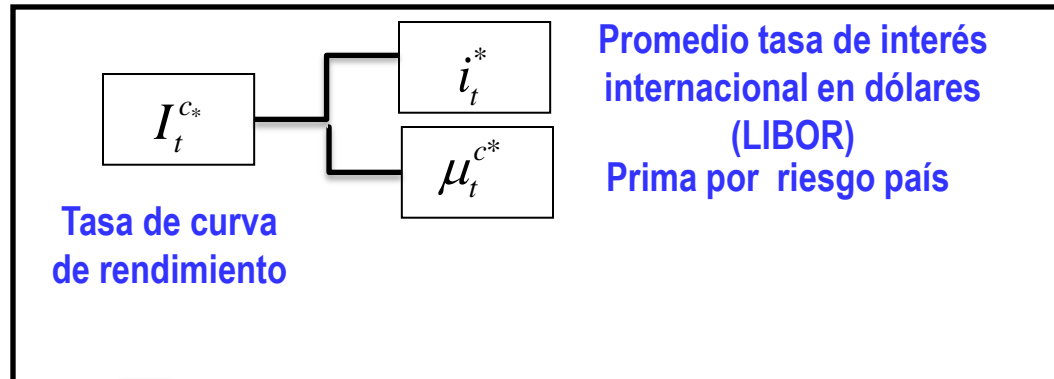 I_t^{c*}
i_t^*
μ_t^{c*}
Promedio tasa de interés
internacional en dólares
(LIBOR)
Prima por riesgo país
Tasa de curva
de rendimiento